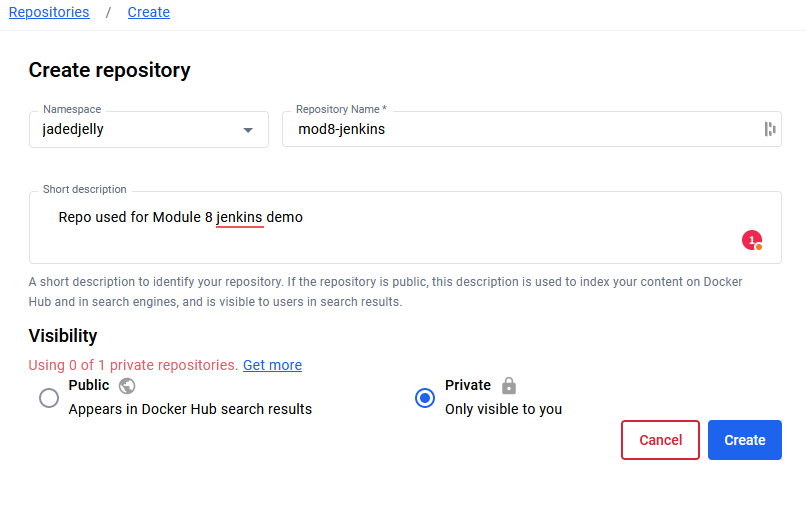 Repositories / Create
Create repository
Namespace
jadedjelly
Repository Name *
mod8-jenkins
Short description
Repo used for Module 8 jenkins demo
1
A short description to identify your repository. If the repository is public, this description is used to index your content on Docker
Hub and in search engines, and is visible to users in search results.
Visibility
Using 0 of 1 private repositories. Get more
Public
Appears in Docker Hub search results
Private
Only visible to you
Cancel
Create